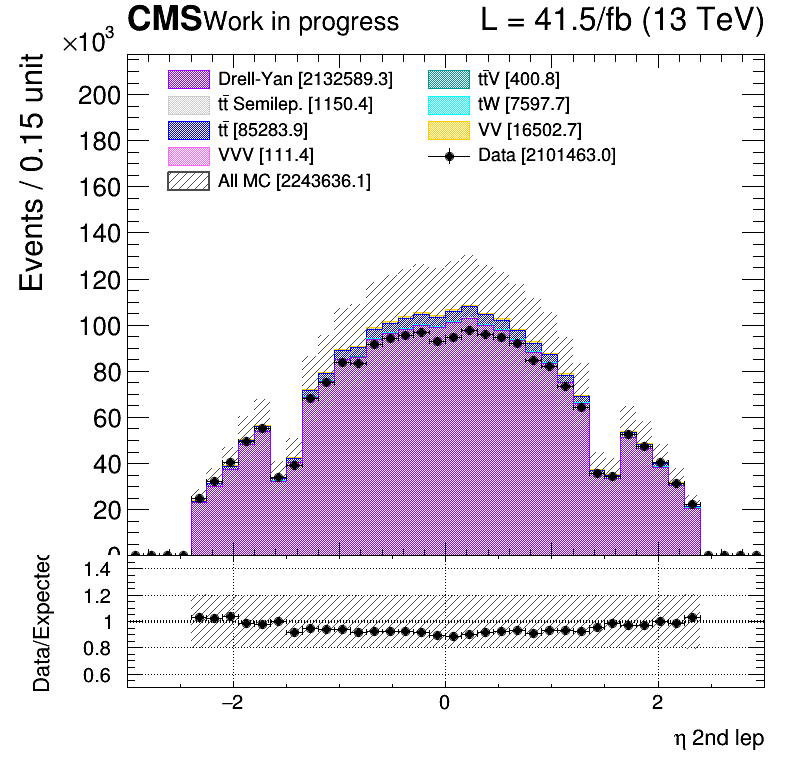 CMS Work in progress L = 41.5/fb (13 TeV)
×10³
Drell-Yan [2132589.3] tt̄V [400.8]
tt̄ Semilep. [1150.4] tW [7597.7]
tt̄ [85283.9] VV [16502.7]
VVV [111.4] Data [2101463.0]
All MC [2243636.1]
Events / 0.15 unit
200
180
160
140
120
100
80
60
40
20
0
Data/Expected
1.4
1.2
1
0.8
0.6
−2 0 2
η 2nd lep